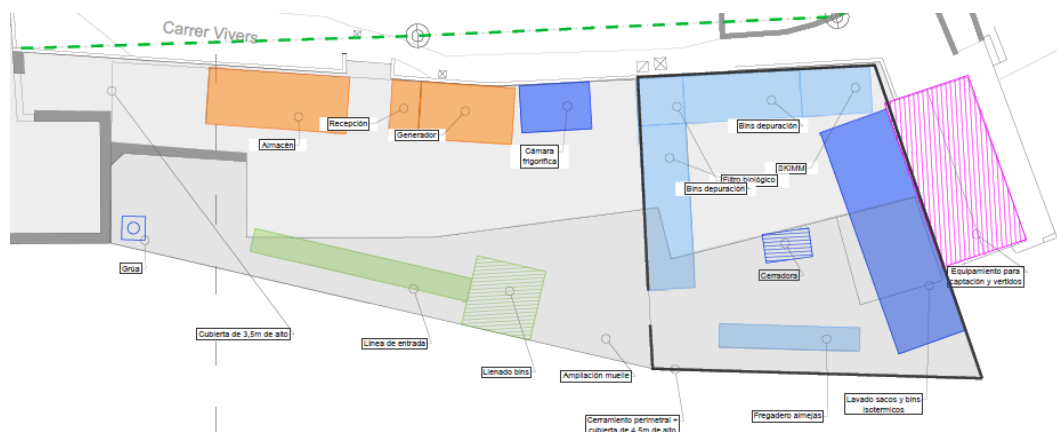 Carrer Vivers
Recepción
Almacén
Generador
Cámara
frigorífica
Bins depuración
SKIMM
Filtro biológico
Bins depuración
Grúa
Cerradora
Equipamiento para
captación y vertidos
Cubierta de 3,5m de alto
Línea de entrada
Llenado bins
Ampliación muelle
Cerramiento perimetral +
cubierta de 4,5m de alto
Fregadero almejas
Lavado sacos y bins
isotermicos